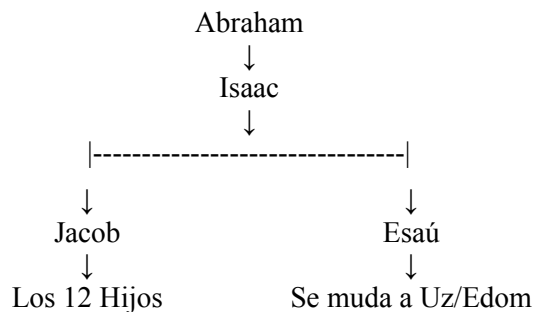 Abraham
↓
Isaac
↓
|-------------------------------|
↓ ↓
Jacob Esaú
↓ ↓
Los 12 Hijos Se muda a Uz/Edom